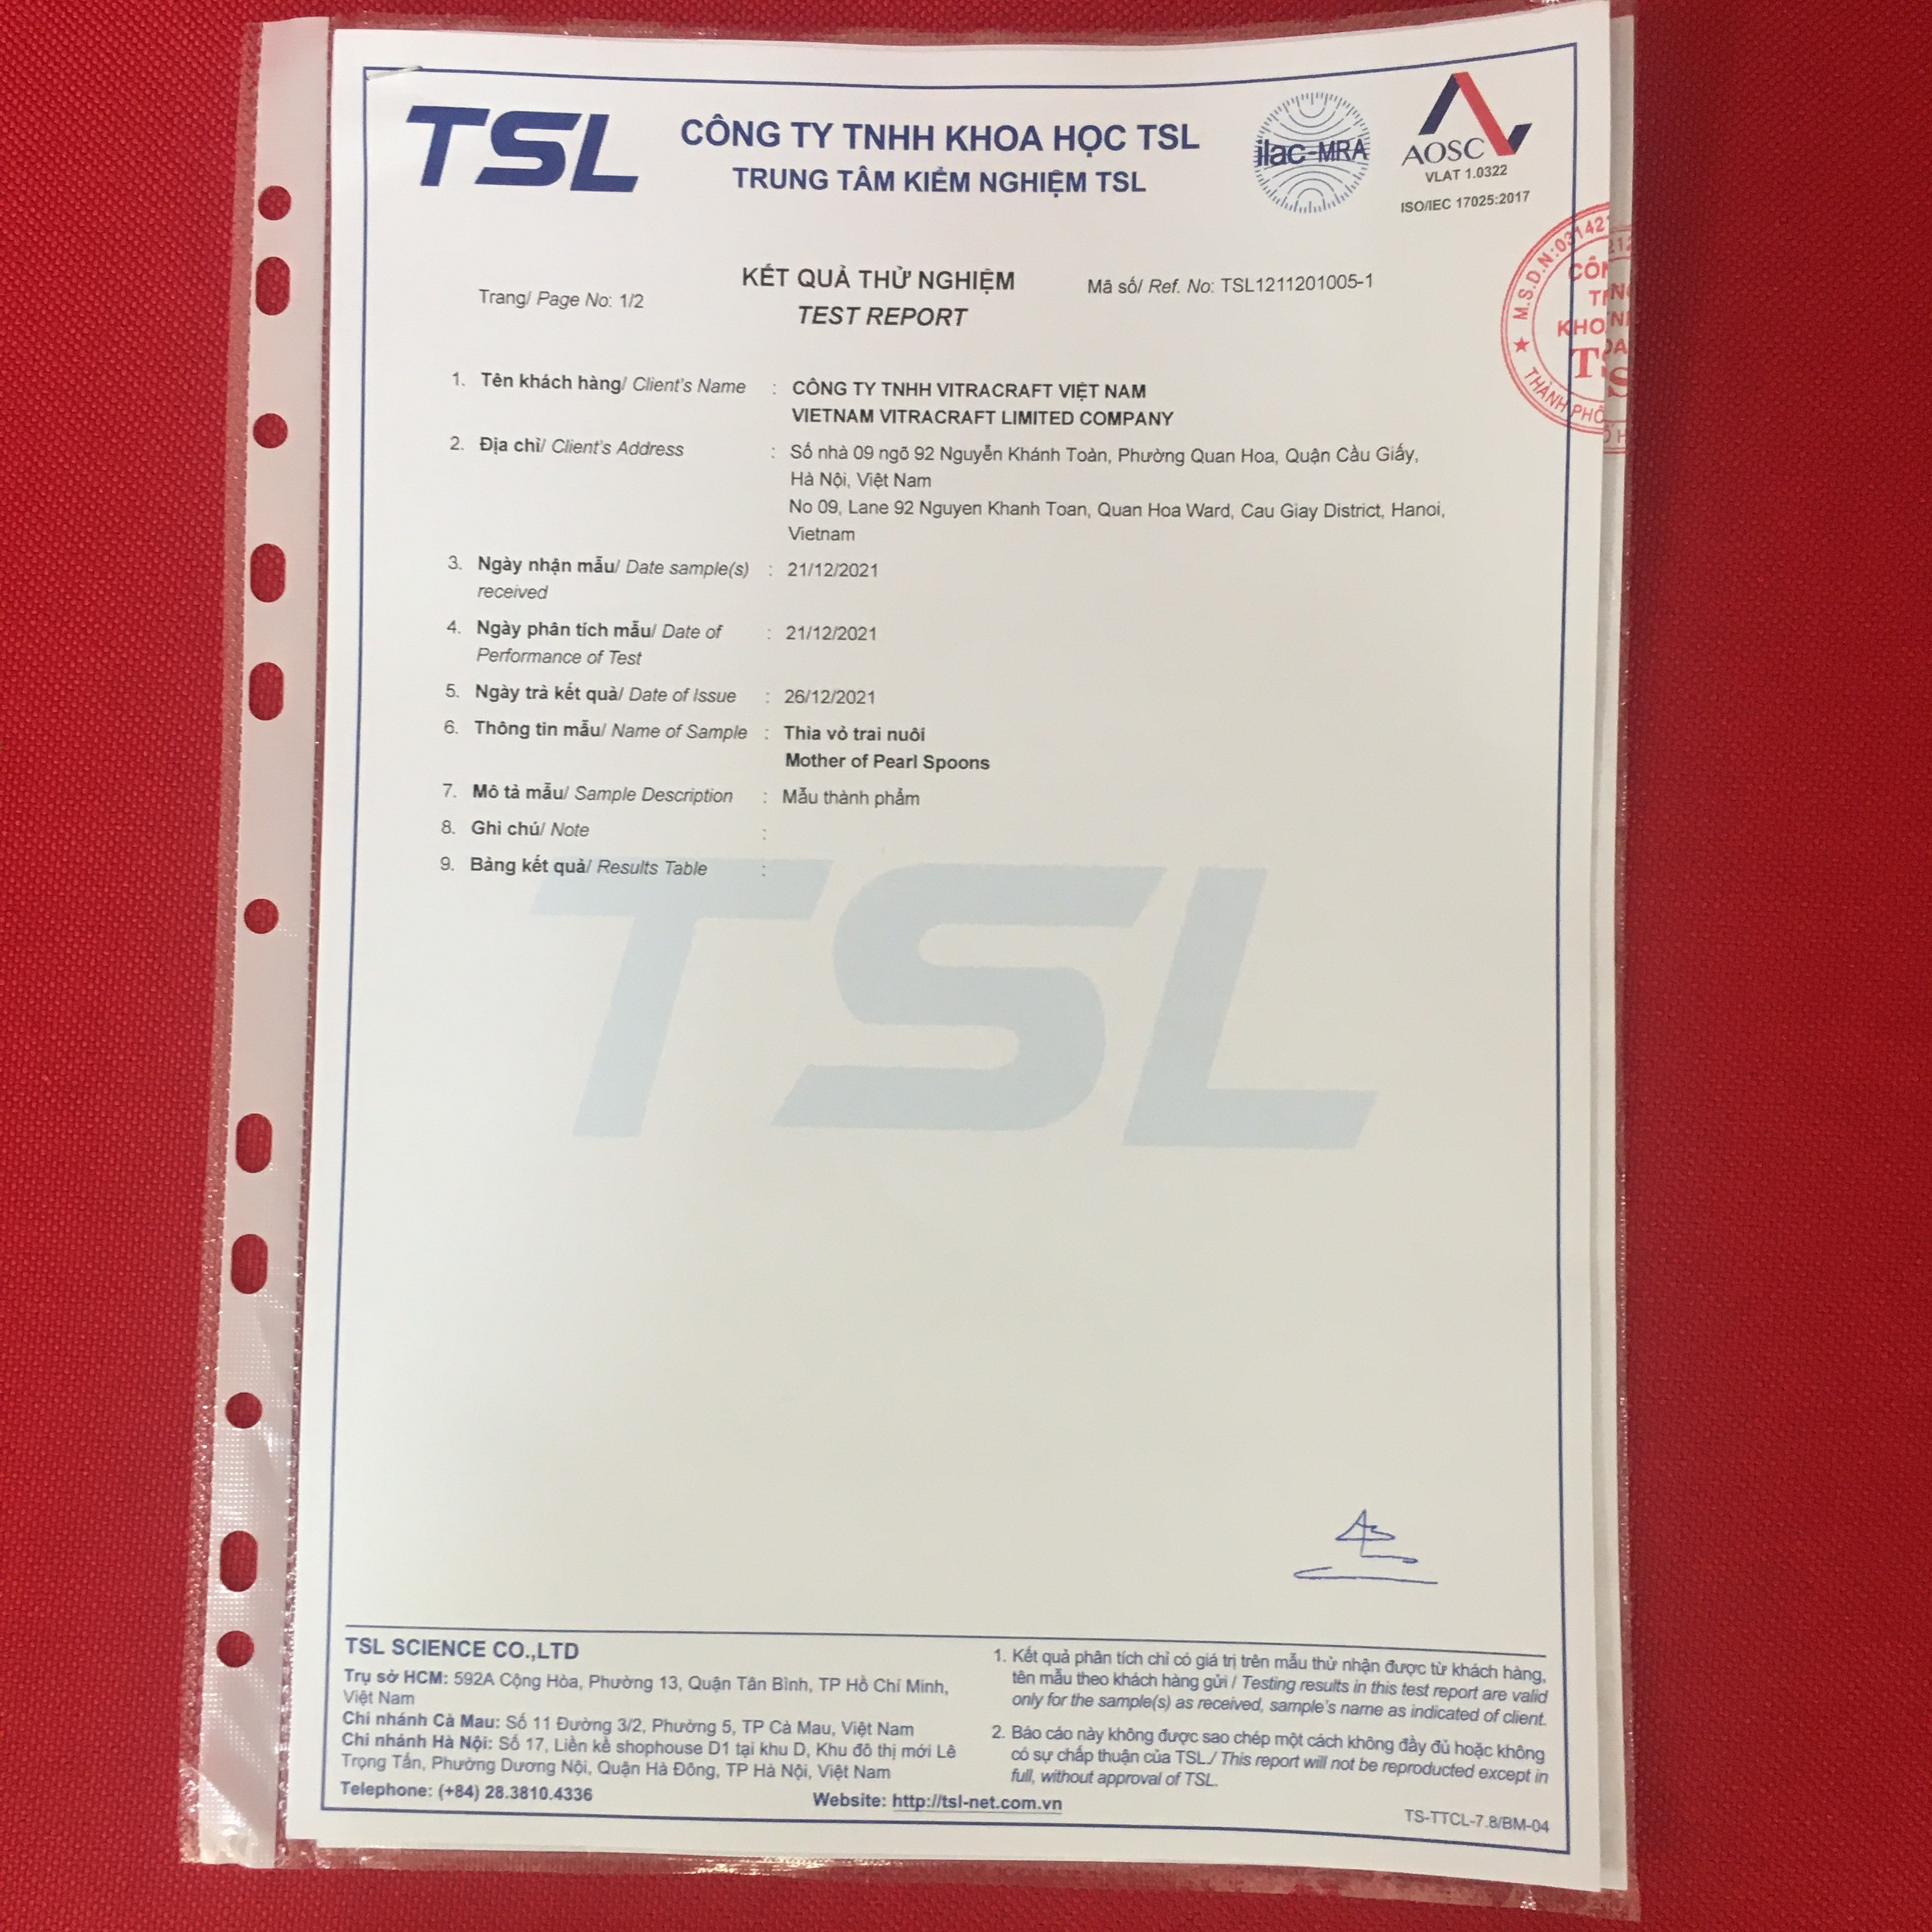 TSL
CÔNG TY TNHH KHOA HỌC TSL
TRUNG TÂM KIỂM NGHIỆM TSL
ilac-MRA
AOSC
VLAT 1.0322
ISO/IEC 17025:2017
Trang/ Page No: 1/2
KẾT QUẢ THỬ NGHIỆM
TEST REPORT
Mã số/ Ref. No: TSL1211201005-1
1. Tên khách hàng/ Client's Name : CÔNG TY TNHH VITRACRAFT VIỆT NAM
VIETNAM VITRACRAFT LIMITED COMPANY
2. Địa chỉ/ Client's Address : Số nhà 09 ngõ 92 Nguyễn Khánh Toàn, Phường Quan Hoa, Quận Cầu Giấy,
Hà Nội, Việt Nam
No 09, Lane 92 Nguyen Khanh Toan, Quan Hoa Ward, Cau Giay District, Hanoi,
Vietnam
3. Ngày nhận mẫu/ Date sample(s) : 21/12/2021
received
4. Ngày phân tích mẫu/ Date of : 21/12/2021
Performance of Test
5. Ngày trả kết quả/ Date of Issue : 26/12/2021
6. Thông tin mẫu/ Name of Sample : Thìa vỏ trai nuôi
Mother of Pearl Spoons
7. Mô tả mẫu/ Sample Description : Mẫu thành phẩm
8. Ghi chú/ Note :
9. Bảng kết quả/ Results Table :
TSL
TSL SCIENCE CO.,LTD
Trụ sở HCM: 592A Cộng Hòa, Phường 13, Quận Tân Bình, TP Hồ Chí Minh,
Việt Nam
Chi nhánh Cà Mau: Số 11 Đường 3/2, Phường 5, TP Cà Mau, Việt Nam
Chi nhánh Hà Nội: Số 17, Liền kề shophouse D1 tại khu D, Khu đô thị mới Lê
Trọng Tấn, Phường Dương Nội, Quận Hà Đông, TP Hà Nội, Việt Nam
Telephone: (+84) 28.3810.4336
Website: http://tsl-net.com.vn
1. Kết quả phân tích chỉ có giá trị trên mẫu thử nhận được từ khách hàng,
tên mẫu theo khách hàng gửi / Testing results in this test report are valid
only for the sample(s) as received, sample's name as indicated of client.
2. Báo cáo này không được sao chép một cách không đầy đủ hoặc không
có sự chấp thuận của TSL./ This report will not be reproduced except in
full, without approval of TSL.
TS-TTCL-7.8/BM-04